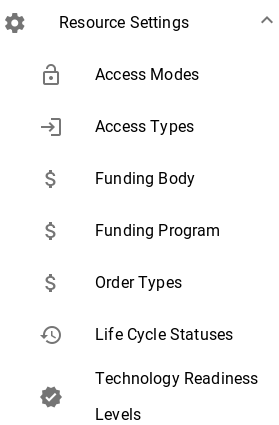 Resource Settings
Access Modes
Access Types
Funding Body
Funding Program
Order Types
Life Cycle Statuses
Technology Readiness
Levels